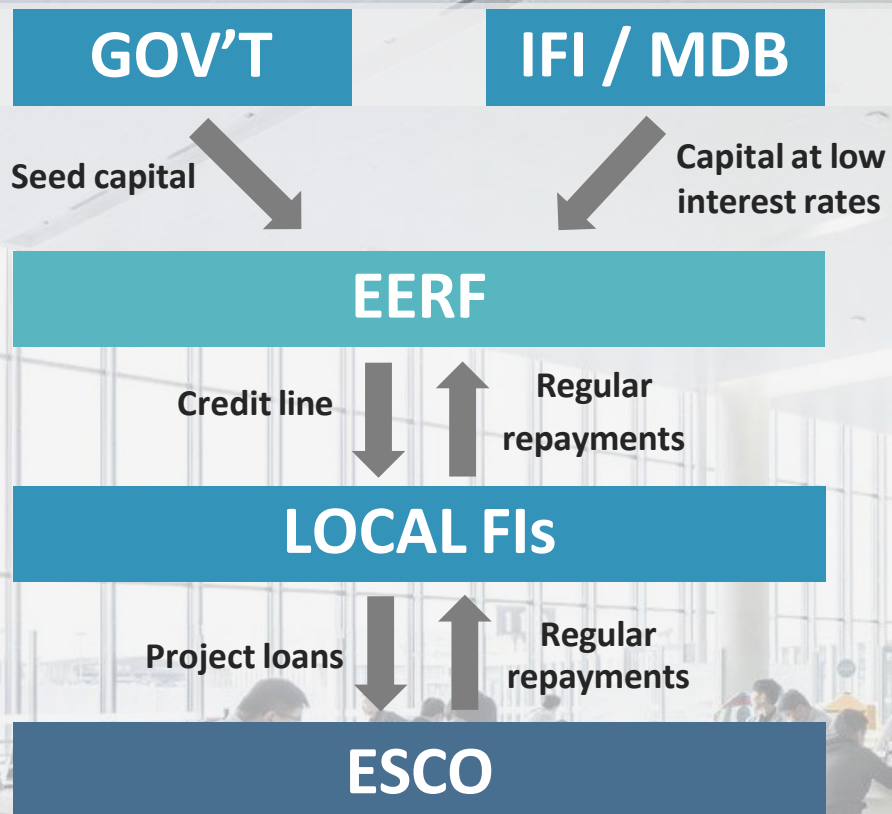 GOV’T
IFI / MDB
Seed capital
Capital at low
interest rates
EERF
Credit line
Regular
repayments
LOCAL FIs
Project loans
Regular
repayments
ESCO